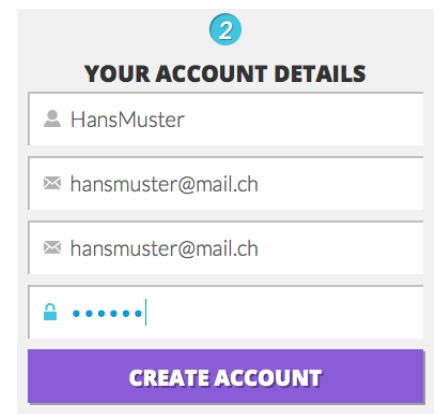 2
YOUR ACCOUNT DETAILS
HansMuster
hansmuster@mail.ch
hansmuster@mail.ch
••••••
CREATE ACCOUNT